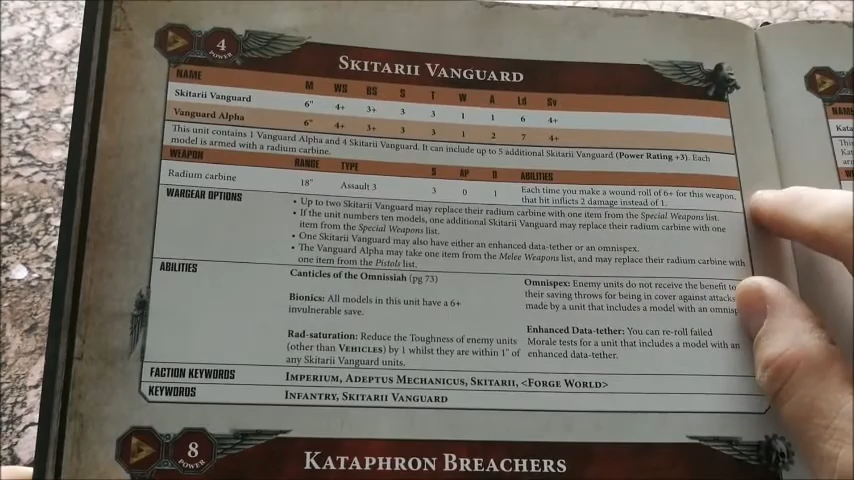 4
POWER
SKITARII VANGUARD
NAME M WS BS S T W A Ld Sv
Skitarii Vanguard 6" 4+ 3+ 3 3 1 1 6 4+
Vanguard Alpha 6" 4+ 3+ 3 3 1 2 7 4+
This unit contains 1 Vanguard Alpha and 4 Skitarii Vanguard. It can include up to 5 additional Skitarii Vanguard (Power Rating +3). Each
model is armed with a radium carbine.
WEAPON RANGE TYPE S AP D ABILITIES
Radium carbine 18" Assault 3 3 0 1 Each time you make a wound roll of 6+ for this weapon,
that hit inflicts 2 damage instead of 1.
WARGEAR OPTIONS
• Up to two Skitarii Vanguard may replace their radium carbine with one item from the Special Weapons list.
• If the unit numbers ten models, one additional Skitarii Vanguard may replace their radium carbine with one
item from the Special Weapons list.
• One Skitarii Vanguard may also have either an enhanced data-tether or an omnispex.
• The Vanguard Alpha may take one item from the Melee Weapons list, and may replace their radium carbine with
one item from the Pistols list.
ABILITIES
Canticles of the Omnissiah (pg 73)
Bionics: All models in this unit have a 6+
invulnerable save.
Rad-saturation: Reduce the Toughness of enemy units
(other than VEHICLES) by 1 whilst they are within 1" of
any Skitarii Vanguard units.
Omnispex: Enemy units do not receive the benefit to
their saving throws for being in cover against attacks
made by a unit that includes a model with an
Enhanced Data-tether: You can re-roll failed
Morale tests for a unit that includes a model with an
enhanced data-tether.
FACTION KEYWORDS IMPERIUM, ADEPTUS MECHANICUS, SKITARII, <FORGE WORLD>
KEYWORDS INFANTRY, SKITARII VANGUARD
8
POWER
KATAPHRON BREACHERS
NAME